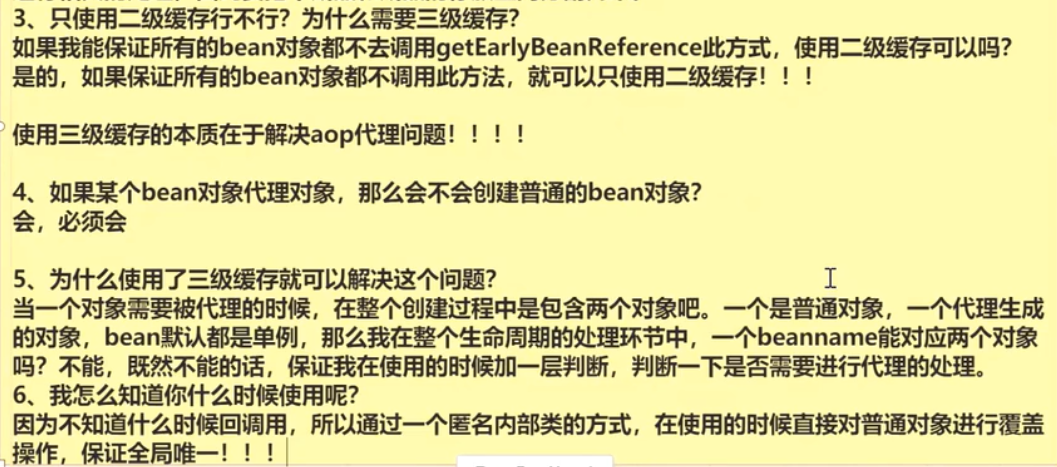 3、只使用二级缓存行不行？为什么需要三级缓存？
如果我能保证所有的bean对象都不去调用getEarlyBeanReference此方式，使用二级缓存可以吗？
是的，如果保证所有的bean对象都不调用此方法，就可以只使用二级缓存！！！
使用三级缓存的本质在于解决aop代理问题！！！！
4、如果某个bean对象代理对象，那么会不会创建普通的bean对象？
会，必须会
5、为什么使用了三级缓存就可以解决这个问题？
当一个对象需要被代理的时候，在整个创建过程中是包含两个对象吧。一个是普通对象，一个代理生成
的对象，bean默认都是单例，那么我在整个生命周期的处理环节中，一个beanname能对应两个对象
吗？不能，既然不能的话，保证我在使用的时候加一层判断，判断一下是否需要进行代理的处理。
6、我怎么知道你什么时候使用呢？
因为不知道什么时候回调用，所以通过一个匿名内部类的方式，在使用的时候直接对普通对象进行覆盖
操作，保证全局唯一！！！